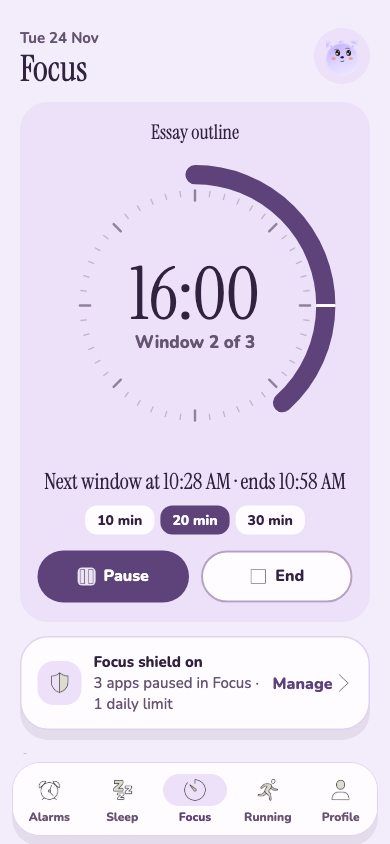 Tue 24 Nov
Focus
Essay outline
16:00
Window 2 of 3
Next window at 10:28 AM · ends 10:58 AM
10 min
20 min
30 min
Pause
End
Focus shield on
3 apps paused in Focus ·
1 daily limit
Manage
Alarms
Sleep
Focus
Running
Profile